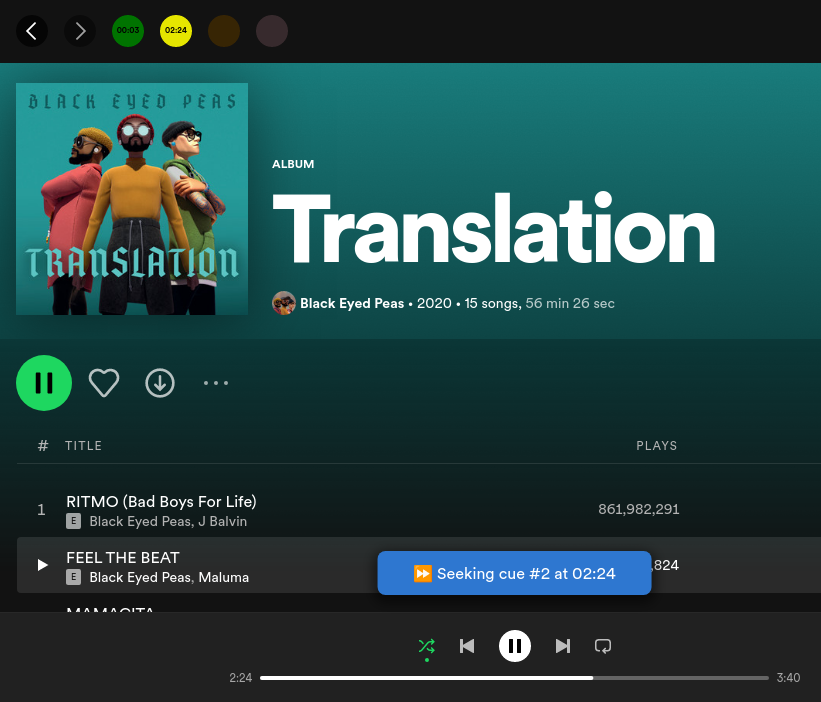 00:03
02:24
BLACK EYED PEAS
TRANSLATION
ALBUM
Translation
Black Eyed Peas • 2020 • 15 songs, 56 min 26 sec
# TITLE PLAYS
1 RITMO (Bad Boys For Life) 861,982,291
E Black Eyed Peas, J Balvin
FEEL THE BEAT ,824
E Black Eyed Peas, Maluma
⏩ Seeking cue #2 at 02:24
MAMACITA
2:24 3:40